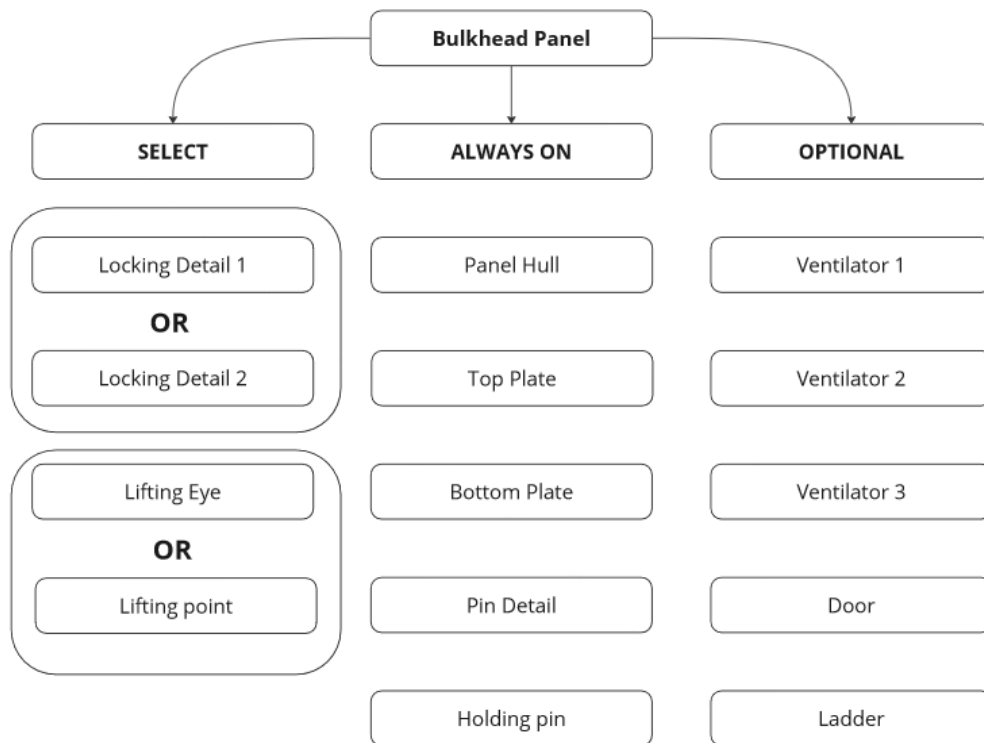 Bulkhead Panel
SELECT
ALWAYS ON
OPTIONAL
Locking Detail 1
OR
Locking Detail 2
Lifting Eye
OR
Lifting point
Panel Hull
Top Plate
Bottom Plate
Pin Detail
Holding pin
Ventilator 1
Ventilator 2
Ventilator 3
Door
Ladder